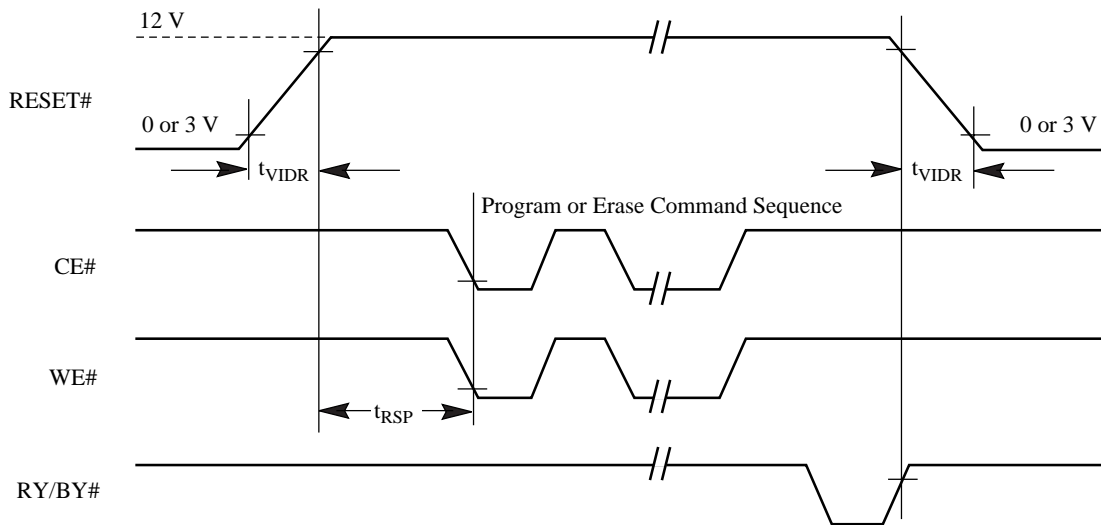 12 V
RESET#
0 or 3 V
0 or 3 V
tVIDR
tVIDR
Program or Erase Command Sequence
CE#
WE#
tRSP
RY/BY#